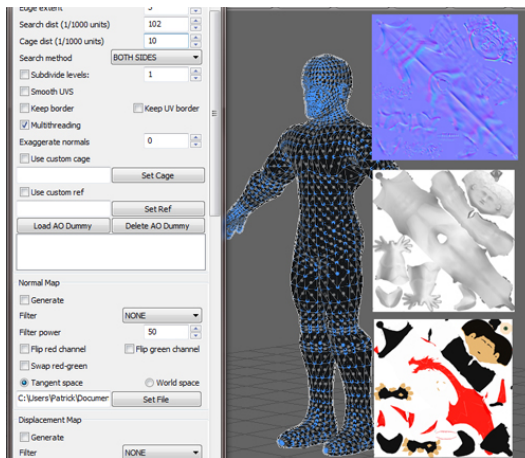 Edge extent
Search dist (1/1000 units) 102
Cage dist (1/1000 units) 10
Search method BOTH SIDES
Subdivide levels: 1
Smooth UVS
Keep border Keep UV border
Multithreading
Exaggerate normals 0
Use custom cage
Set Cage
Use custom ref
Set Ref
Load AO Dummy Delete AO Dummy
Normal Map
Generate
Filter NONE
Filter power 50
Flip red channel Flip green channel
Swap red-green
Tangent space World space
C:\Users\Patrick\Documer Set File
Displacement Map
Generate
Filter NONE